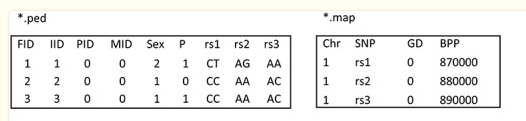 *.ped
FID IID PID MID Sex P rs1 rs2 rs3
1 1 0 0 2 1 CT AG AA
2 2 0 0 1 0 CC AA AC
3 3 0 0 1 1 CC AA AC
*.map
Chr SNP GD BPP
1 rs1 0 870000
1 rs2 0 880000
1 rs3 0 890000